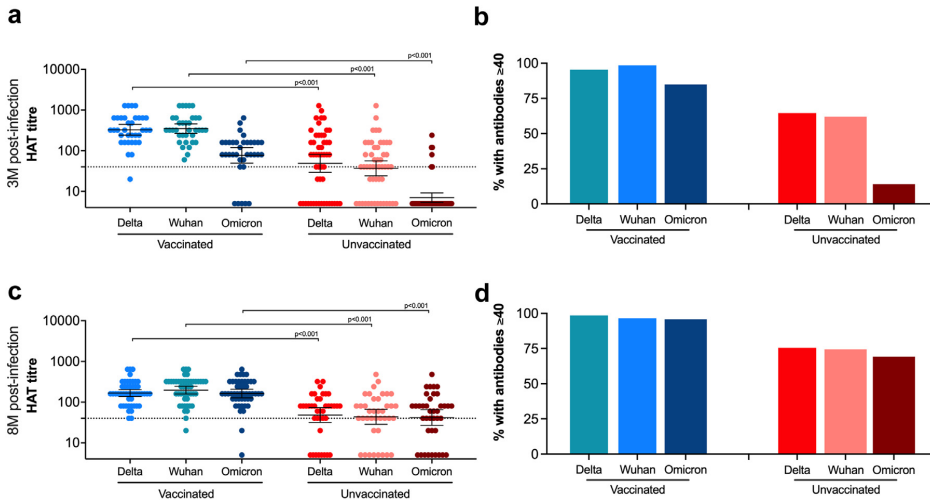 a
3M post-infection
HAT titre
10000
1000
100
10
p<0.001
p<0.001
p<0.001
Delta Wuhan Omicron Delta Wuhan Omicron
Vaccinated Unvaccinated
b
% with antibodies ≥40
100
75
50
25
0
Delta Wuhan Omicron Delta Wuhan Omicron
Vaccinated Unvaccinated
c
8M post-infection
HAT titre
10000
1000
100
10
p<0.001
p<0.001
p<0.001
Delta Wuhan Omicron Delta Wuhan Omicron
Vaccinated Unvaccinated
d
% with antibodies ≥40
100
75
50
25
0
Delta Wuhan Omicron Delta Wuhan Omicron
Vaccinated Unvaccinated